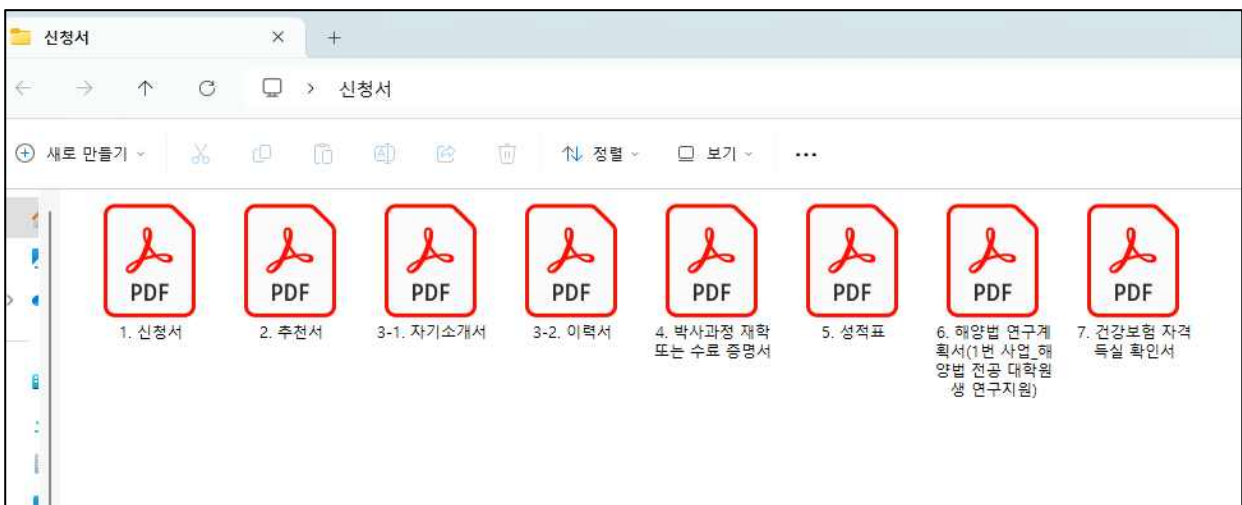 신청서
신청서
새로 만들기
정렬
보기
PDF
PDF
PDF
PDF
PDF
PDF
PDF
PDF
1. 신청서
2. 추천서
3-1. 자기소개서
3-2. 이력서
4. 박사과정 재학
또는 수료 증명서
5. 성적표
6. 해양법 연구계
획서(1번 사업_해
양법 전공 대학원
생 연구지원)
7. 건강보험 자격
득실 확인서